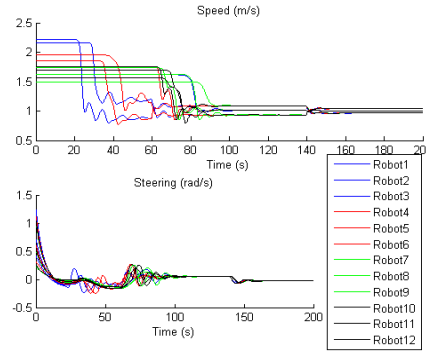 Speed (m/s)
2.5
2
1.5
1
0.5
0 20 40 60 80 100 120 140 160 180 200
Time (s)
Steering (rad/s)
1.5
1
0.5
0
-0.5
0 50 100 150 200
Time (s)
Robot1
Robot2
Robot3
Robot4
Robot5
Robot6
Robot7
Robot8
Robot9
Robot10
Robot11
Robot12